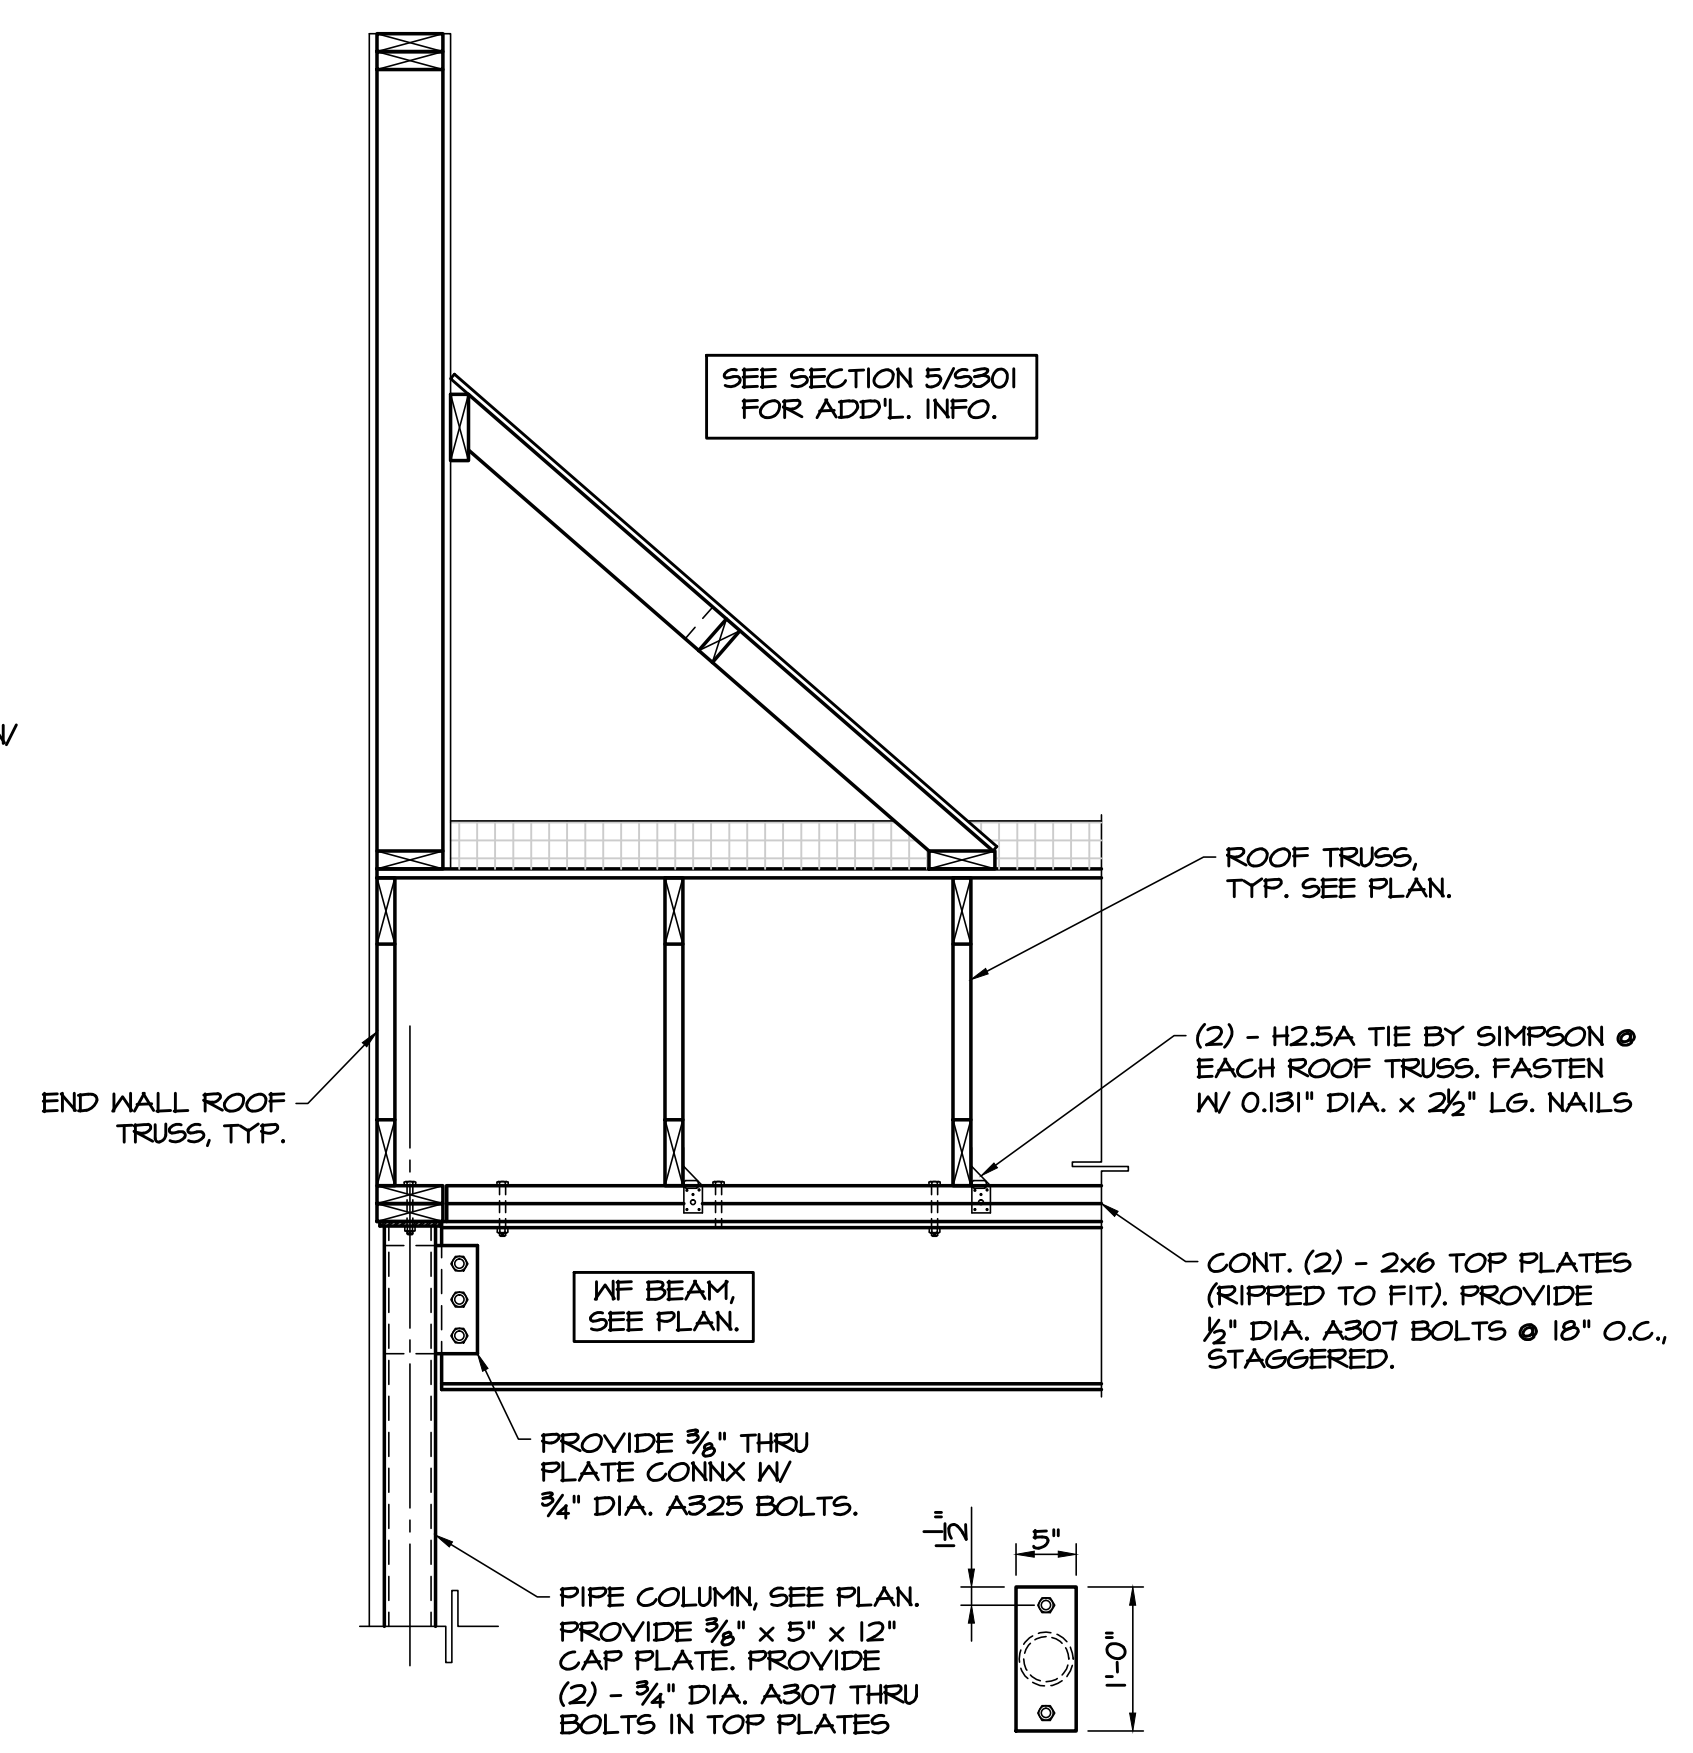 SEE SECTION 5/S301
FOR ADD'L. INFO.
W/
ROOF TRUSS,
TYP. SEE PLAN.
(2) - H2.5A TIE BY SIMPSON @
EACH ROOF TRUSS. FASTEN
W/ 0.131" DIA. x 2½" LG. NAILS
END WALL ROOF
TRUSS, TYP.
CONT. (2) - 2x6 TOP PLATES
(RIPPED TO FIT). PROVIDE
½" DIA. A307 BOLTS @ 18" O.C.,
STAGGERED.
WF BEAM,
SEE PLAN.
PROVIDE ⅜" THRU
PLATE CONNX W/
¾" DIA. A325 BOLTS.
PIPE COLUMN, SEE PLAN.
PROVIDE ⅜" x 5" x 12"
CAP PLATE. PROVIDE
(2) - ¾" DIA. A307 THRU
BOLTS IN TOP PLATES
1½"
5"
1'-0"